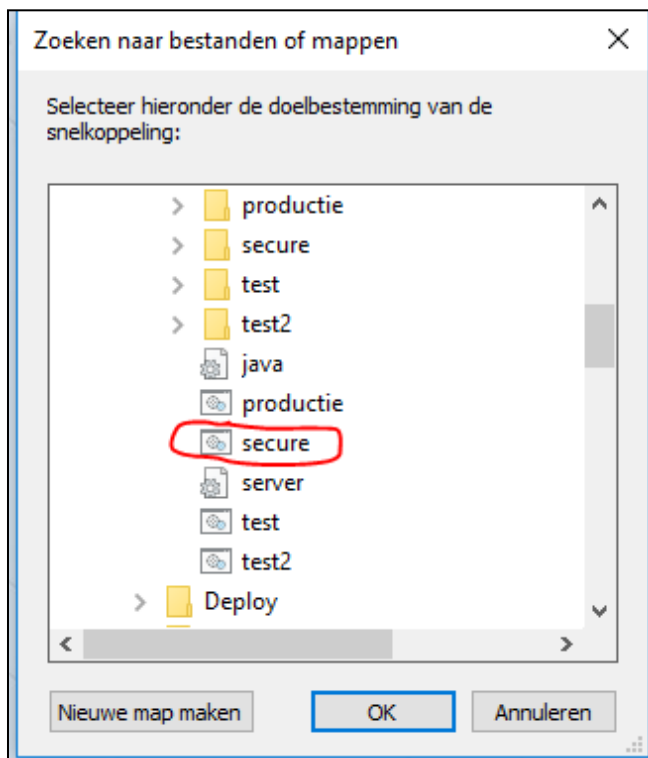 Zoeken naar bestanden of mappen
Selecteer hieronder de doelbestemming van de
snelkoppeling:
productie
secure
test
test2
java
productie
secure
server
test
test2
Deploy
Nieuwe map maken
OK
Annuleren